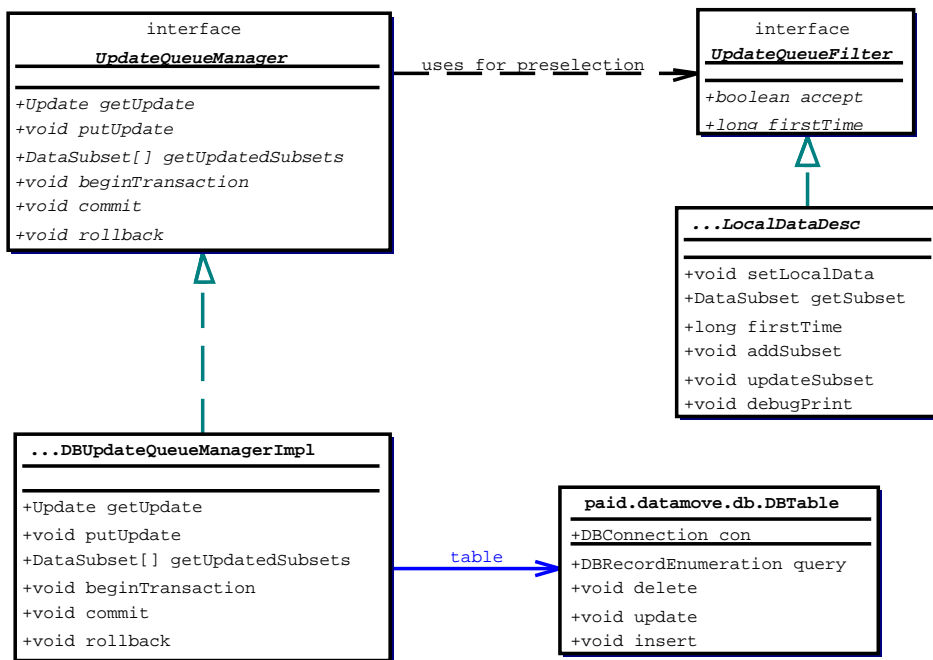 interface
UpdateQueueManager
+Update getUpdate
+void putUpdate
+DataSubset[] getUpdatedSubsets
+void beginTransaction
+void commit
+void rollback
uses for preselection
interface
UpdateQueueFilter
+boolean accept
+long firstTime
...LocalDataDesc
+void setLocalData
+DataSubset getSubset
+long firstTime
+void addSubset
+void updateSubset
+void debugPrint
...DBUpdateQueueManagerImpl
+Update getUpdate
+void putUpdate
+DataSubset[] getUpdatedSubsets
+void beginTransaction
+void commit
+void rollback
table
paid.datamove.db.DBTable
+DBConnection con
+DBRecordEnumeration query
+void delete
+void update
+void insert